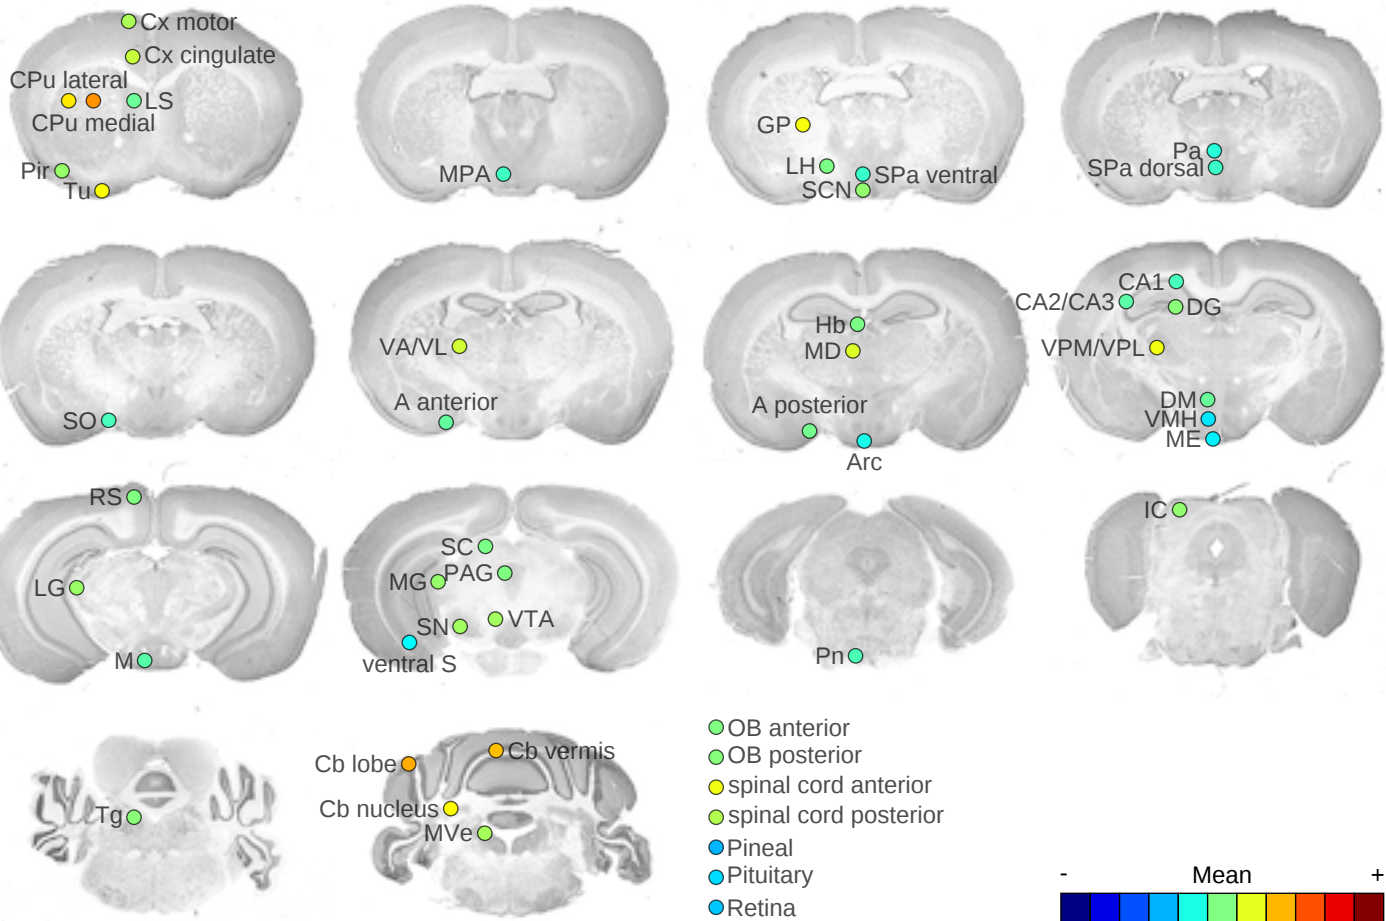 Cx motor
Cx cingulate
CPu lateral
LS
CPu medial
Pir
Tu
MPA
GP
LH
SPa ventral
SCN
Pa
SPa dorsal
SO
VA/VL
A anterior
Hb
MD
A posterior
Arc
CA1
CA2/CA3
DG
VPM/VPL
DM
VMH
ME
RS
LG
M
SC
PAG
MG
SN
VTA
ventral S
Pn
IC
Tg
Cb lobe
Cb vermis
Cb nucleus
MVe
OB anterior
OB posterior
spinal cord anterior
spinal cord posterior
Pineal
Pituitary
Retina
- Mean +